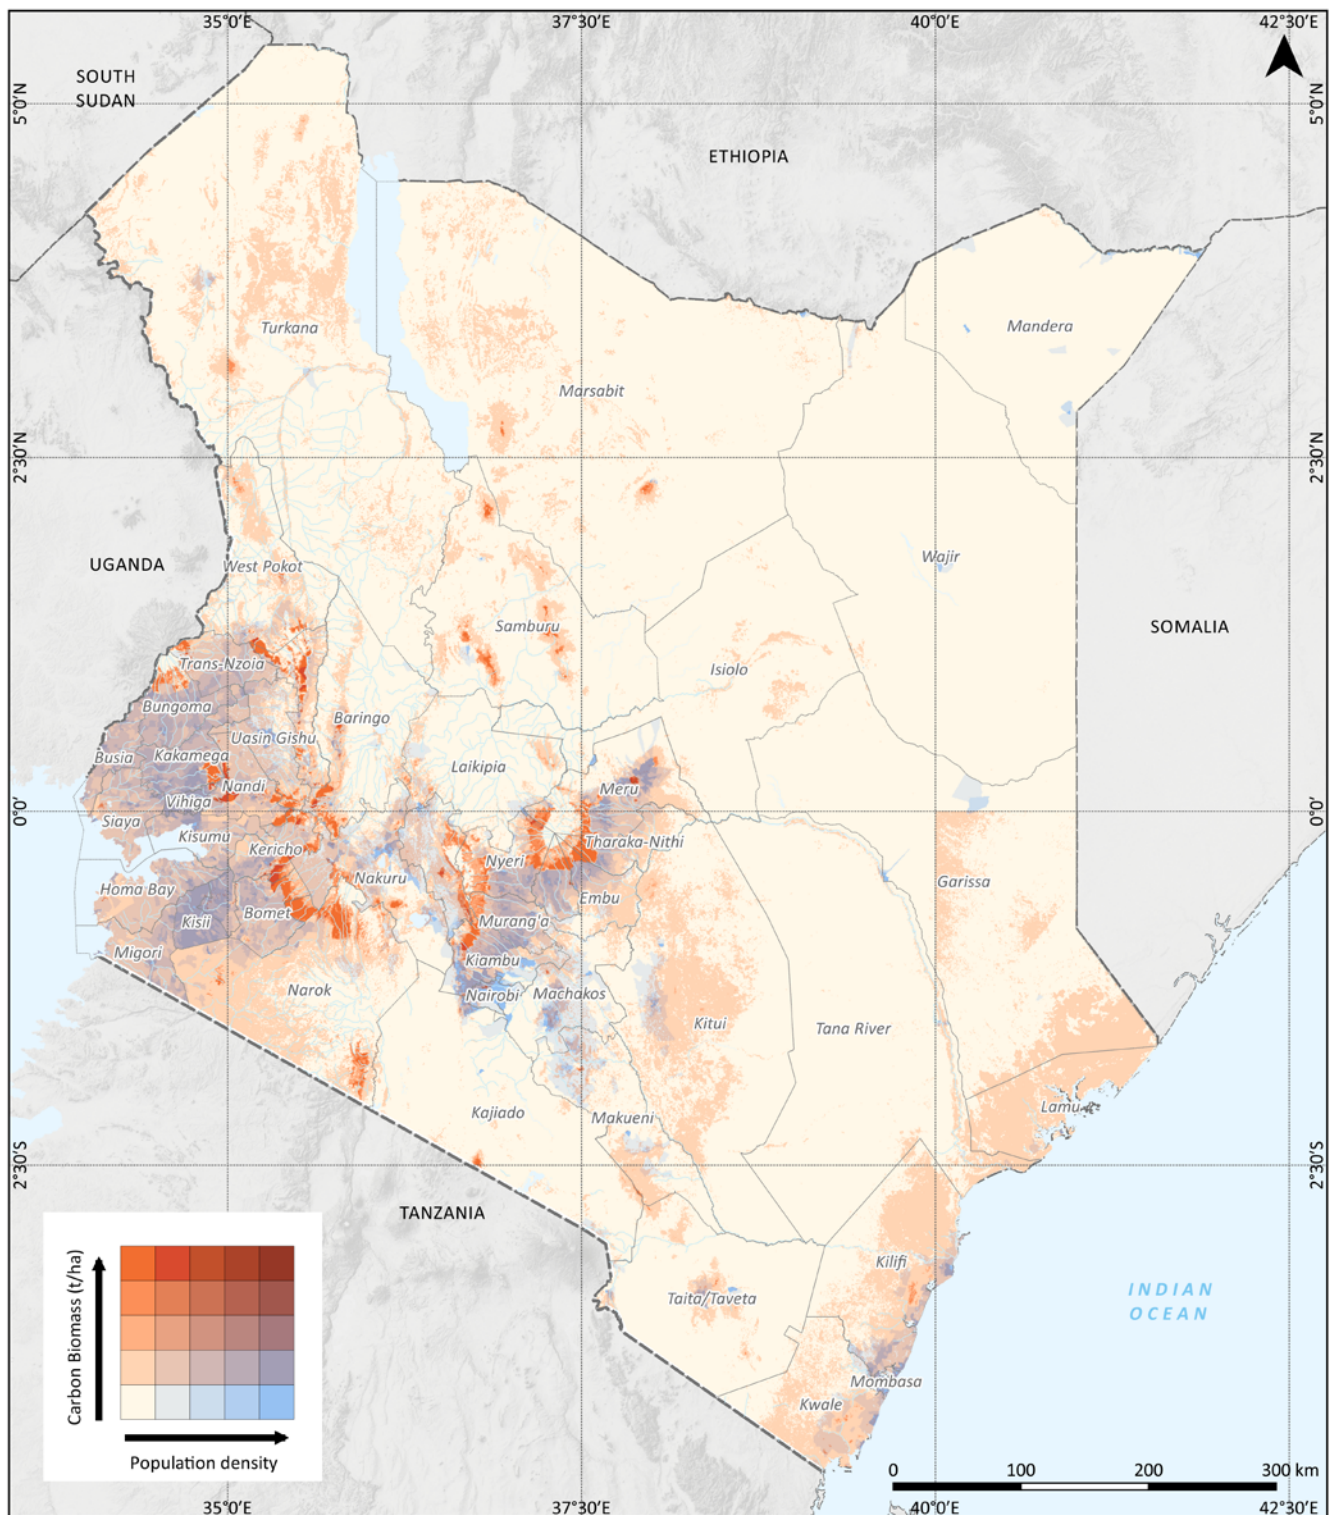 35°0'E
37°30'E
40°0'E
42°30'E
SOUTH
SUDAN
5°0'N
5°0'N
ETHIOPIA
Turkana
Mandera
Marsabit
2°30'N
2°30'N
UGANDA
West Pokot
Wajir
SOMALIA
Samburu
Trans-Nzoia
Isiolo
Bungoma
Baringo
Uasin Gishu
Busia
Kakamega
Laikipia
Nandi
Meru
Vihiga
0°0'
0°0'
Siaya
Kisumu
Tharaka-Nithi
Kericho
Nyeri
Nakuru
Garissa
Homa Bay
Embu
Bomet
Kisii
Murang'a
Migori
Kiambu
Narok
Nairobi
Machakos
Kitui
Tana River
Kajiado
Makueni
Lamu
2°30'S
2°30'S
TANZANIA
Kilifi
Taita/Taveta
INDIAN
OCEAN
Mombasa
Kwale
Carbon Biomass (t/ha)
Population density
0
100
200
300 km
35°0'E
37°30'E
40°0'E
42°30'E